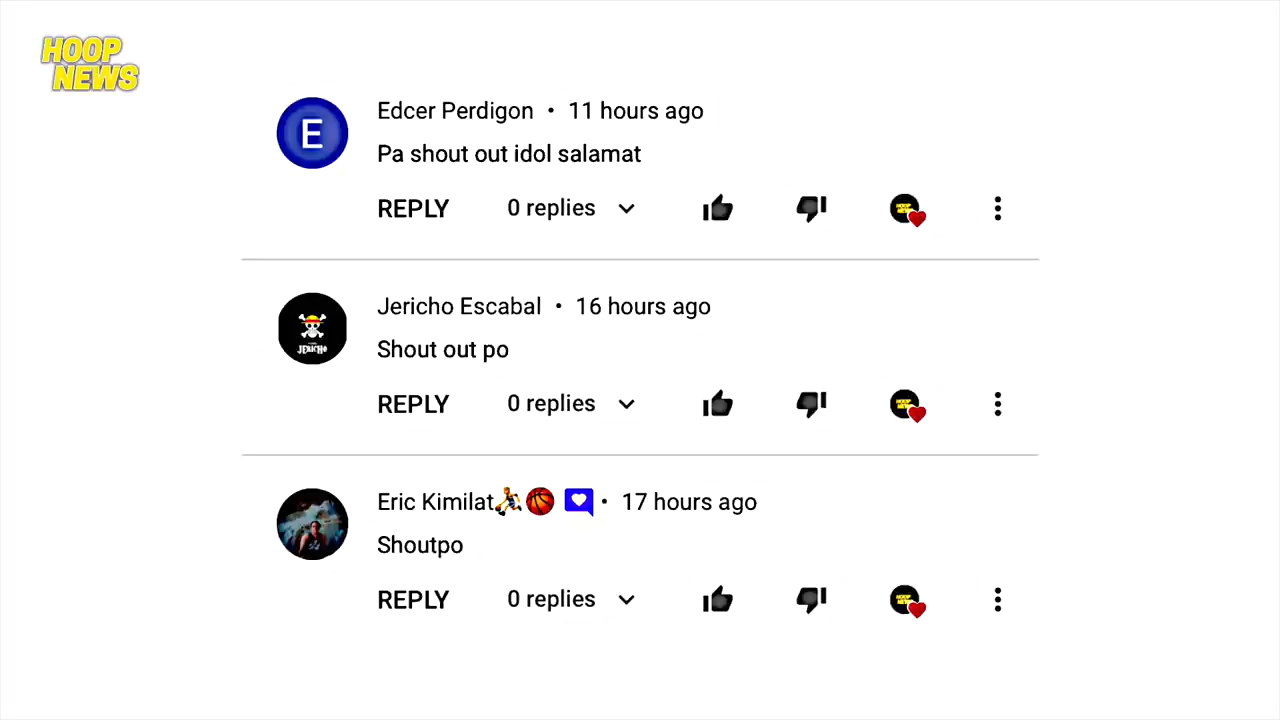 HOOP
NEWS
Edcer Perdigon • 11 hours ago
E
Pa shout out idol salamat
REPLY 0 replies
Jericho Escabal • 16 hours ago
JERICHO
Shout out po
REPLY 0 replies
Eric Kimilat⛹️🏀 • 17 hours ago
Shoutpo
REPLY 0 replies